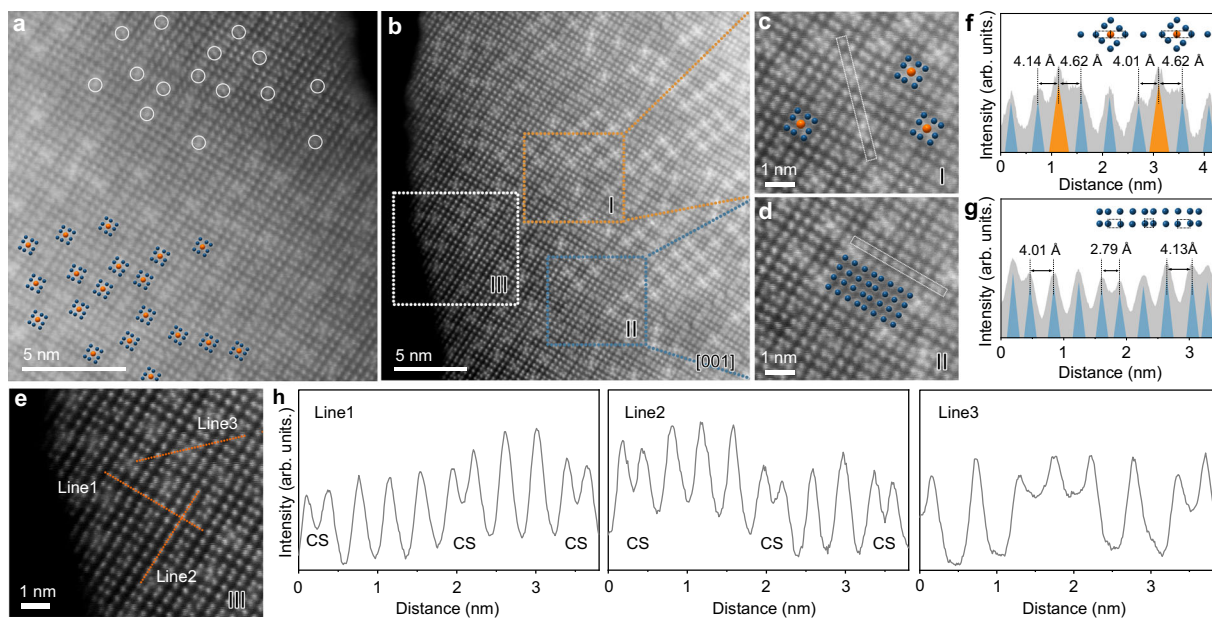 a
5 nm
b
I
III
II
5 nm
[001]
c
1 nm
I
d
1 nm
II
f
Intensity (arb. units.)
4.14 Å 4.62 Å 4.01 Å 4.62 Å
0 1 2 3 4
Distance (nm)
g
Intensity (arb. units.)
4.01 Å 2.79 Å 4.13Å
0 1 2 3
Distance (nm)
e
Line3
Line1
Line2
1 nm
III
h
Intensity (arb. units.)
Line1
CS CS CS
0 1 2 3
Distance (nm)
Line2
CS CS CS
0 1 2 3
Distance (nm)
Line3
0 1 2 3
Distance (nm)